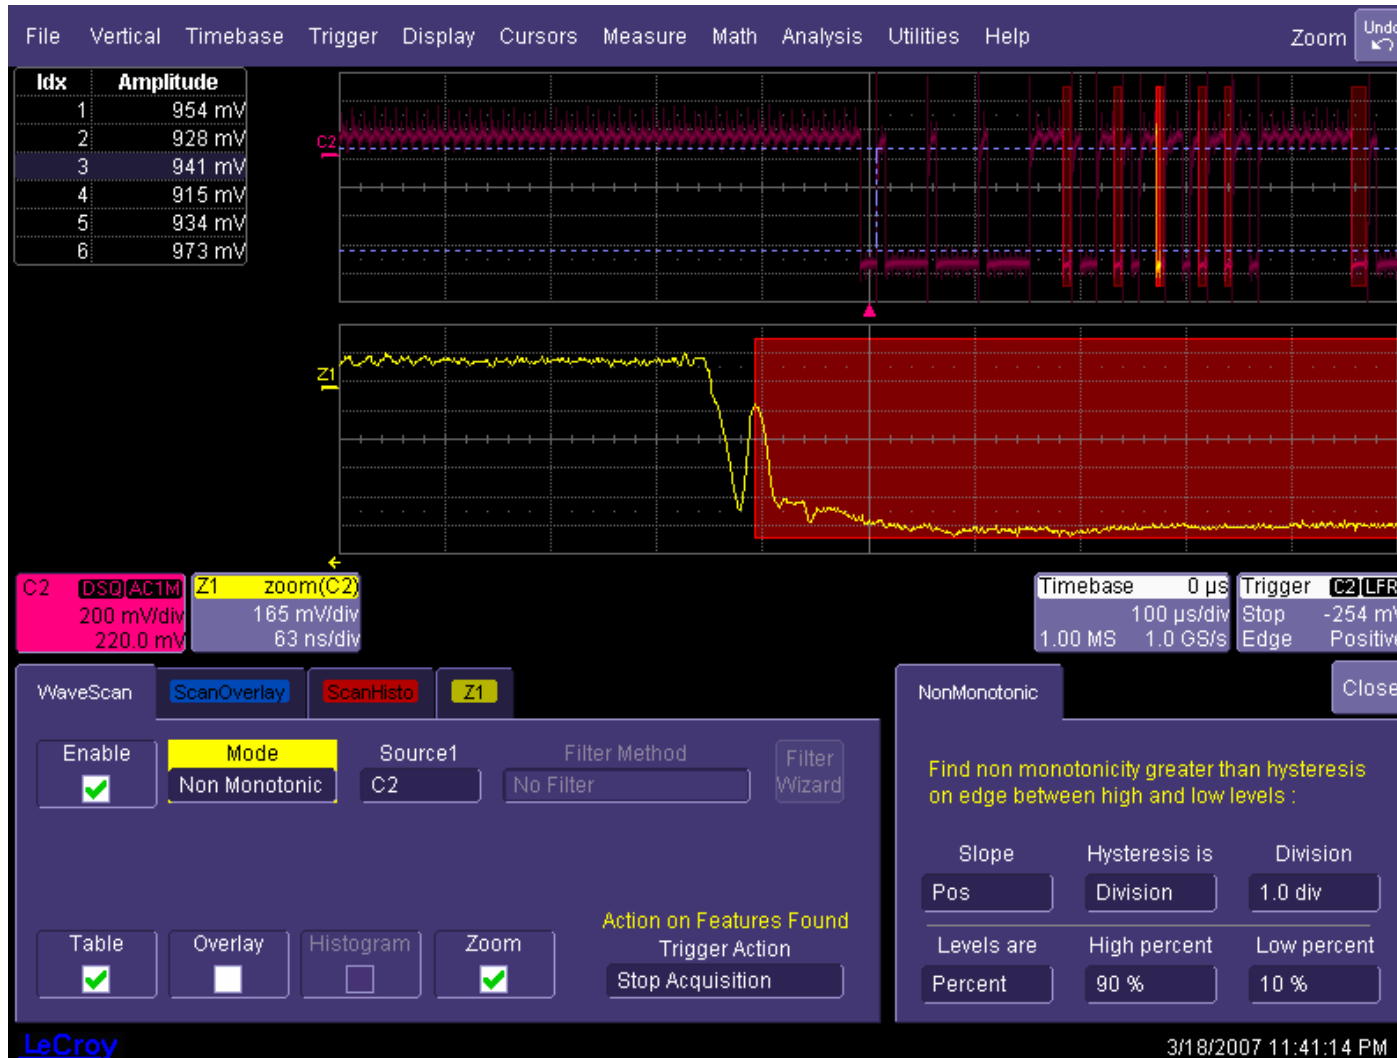 File Vertical Timebase Trigger Display Cursors Measure Math Analysis Utilities Help Zoom Undo
Idx Amplitude
1 954 mV
2 928 mV
3 941 mV
4 915 mV
5 934 mV
6 973 mV
C2
Z1
C2 DSQ AC1M
200 mV/div
220.0 mV
Z1 zoom(C2)
165 mV/div
63 ns/div
Timebase 0 µs
100 µs/div
1.00 MS 1.0 GS/s
Trigger C2 LFR
Stop -254 mV
Edge Positive
WaveScan ScanOverlay ScanHisto Z1
Enable
Mode
Non Monotonic
Source1
C2
Filter Method
No Filter
Filter
Wizard
Table
Overlay
Histogram
Zoom
Action on Features Found
Trigger Action
Stop Acquisition
NonMonotonic
Close
Find non monotonicity greater than hysteresis
on edge between high and low levels :
Slope Hysteresis is Division
Pos Division 1.0 div
Levels are High percent Low percent
Percent 90 % 10 %
LeCroy
3/18/2007 11:41:14 PM